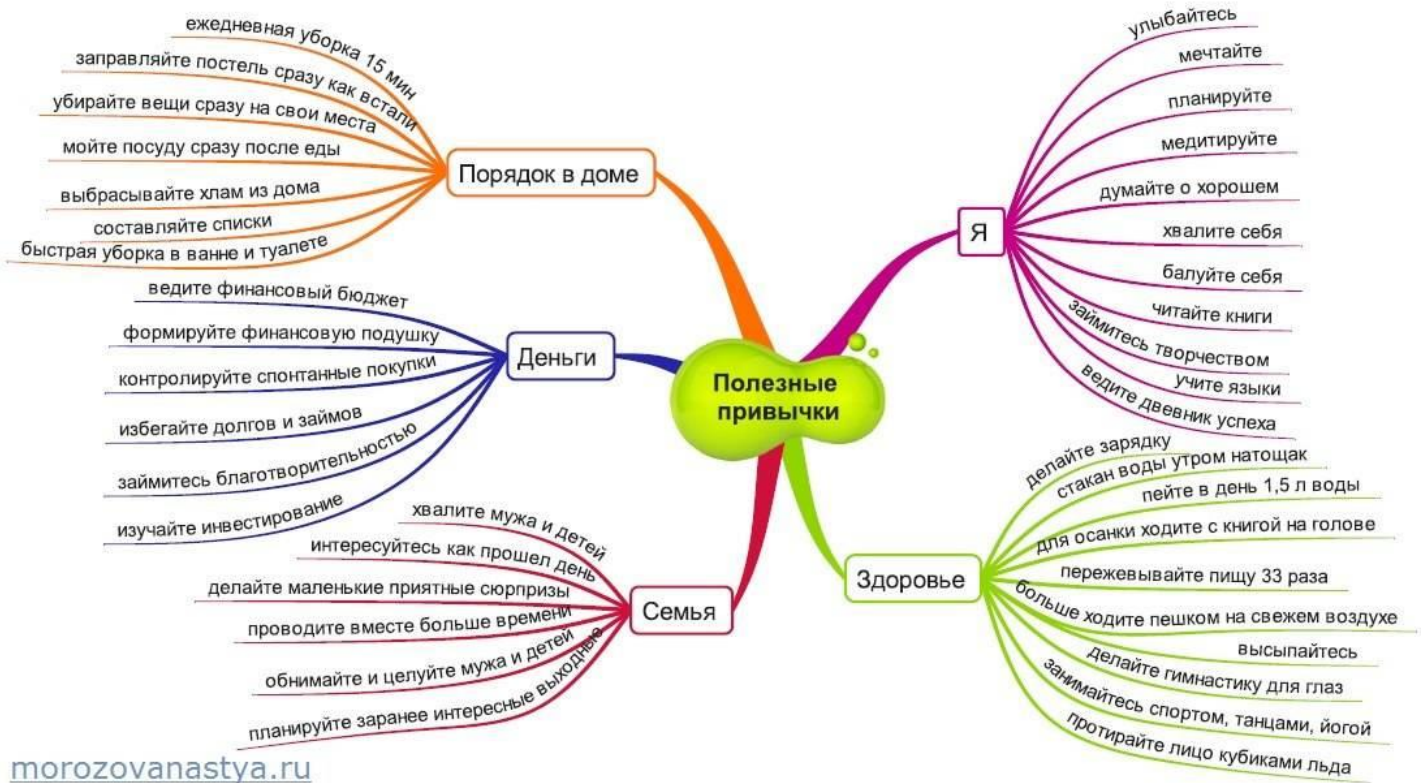 ежедневная уборка 15 мин
заправляйте постель сразу как встали
убирайте вещи сразу на свои места
мойте посуду сразу после еды
выбрасывайте хлам из дома
составляйте списки
быстрая уборка в ванне и туалете
Порядок в доме
ведите финансовый бюджет
формируйте финансовую подушку
контролируйте спонтанные покупки
избегайте долгов и займов
займитесь благотворительностью
изучайте инвестирование
Деньги
хвалите мужа и детей
интересуйтесь как прошел день
делайте маленькие приятные сюрпризы
проводите вместе больше времени
обнимайте и целуйте мужа и детей
планируйте заранее интересные выходные
Семья
Полезные
привычки
Я
улыбайтесь
мечтайте
планируйте
медитируйте
думайте о хорошем
хвалите себя
балуйте себя
читайте книги
займитесь творчеством
учите языки
ведите двевник успеха
Здоровье
делайте зарядку
стакан воды утром натощак
пейте в день 1,5 л воды
для осанки ходите с книгой на голове
пережевывайте пищу 33 раза
больше ходите пешком на свежем воздухе
высыпайтесь
делайте гимнастику для глаз
занимайтесь спортом, танцами, йогой
протирайте лицо кубиками льда
morozovanastya.ru